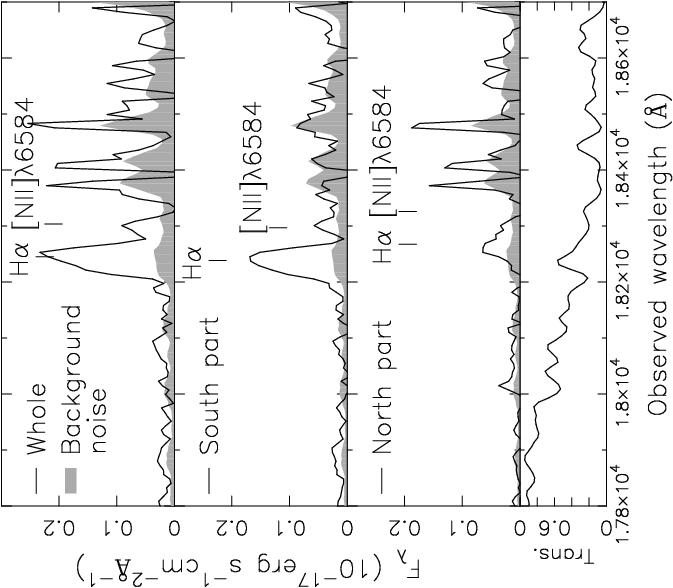 Whole
Background
noise
Hα [NII]λ6584
South part
Hα
[NII]λ6584
North part
Hα [NII]λ6584
0.2
0.1
0
0.2
0.1
0
0.2
0.1
0
0.6
0
F_λ (10^−17 erg s^−1 cm^−2 Å^−1)
Trans.
1.78×10^4
1.8×10^4
1.82×10^4
1.84×10^4
1.86×10^4
Observed wavelength (Å)